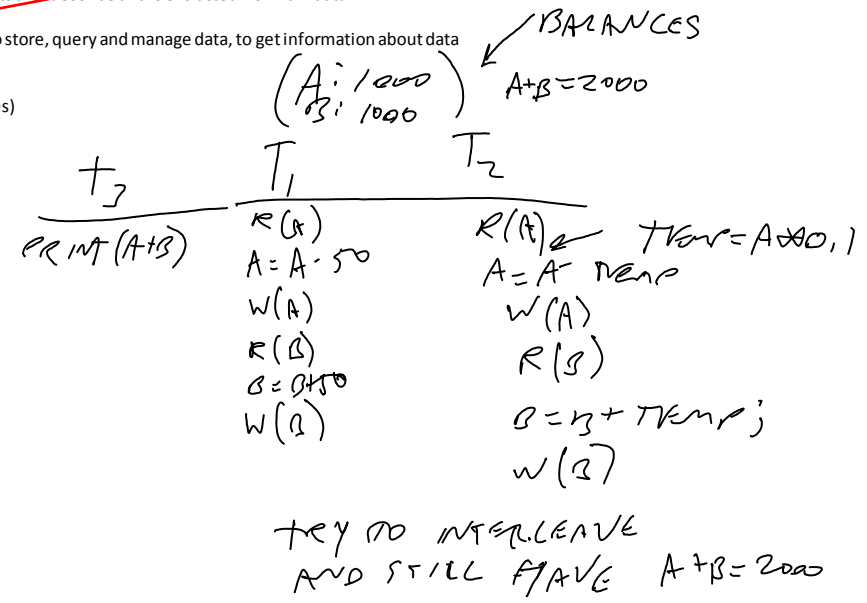 o store, query and manage data, to get information about data
BALANCES
s)
A: 1000
B: 1000
A+B=2000
T3
PRINT (A+B)
T1
R(A)
A = A - 50
W(A)
R(B)
B = B+50
W(B)
T2
R(A) TEMP=A*0,1
A = A- TEMP
W(A)
R(B)
B = B + TEMP;
W(B)
TRY TO INTERLEAVE
AND STILL HAVE A+B=2000